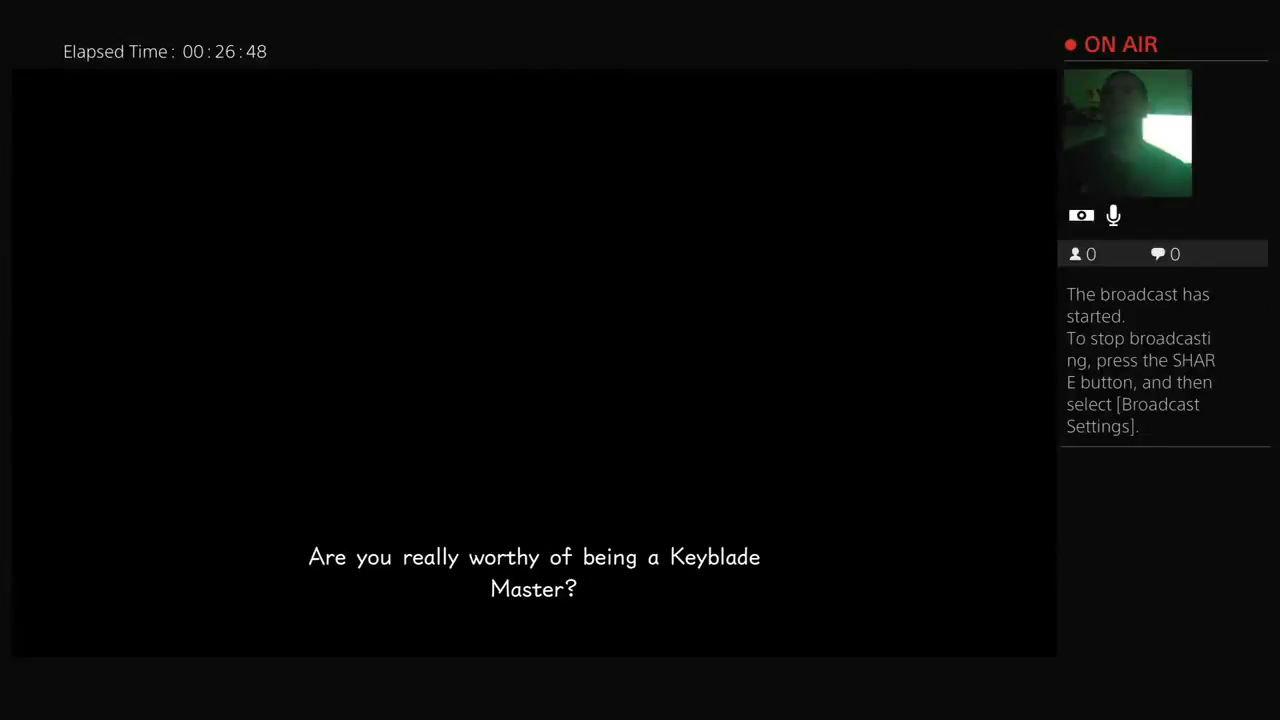 Elapsed Time: 00:26:48
ON AIR
0 0
The broadcast has
started.
To stop broadcasti
ng, press the SHAR
E button, and then
select [Broadcast
Settings].
Are you really worthy of being a Keyblade
Master?